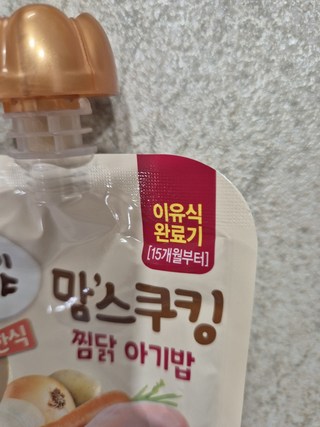 이유식
완료기
[15개월부터]
맘's쿠킹
찜닭 아기밥